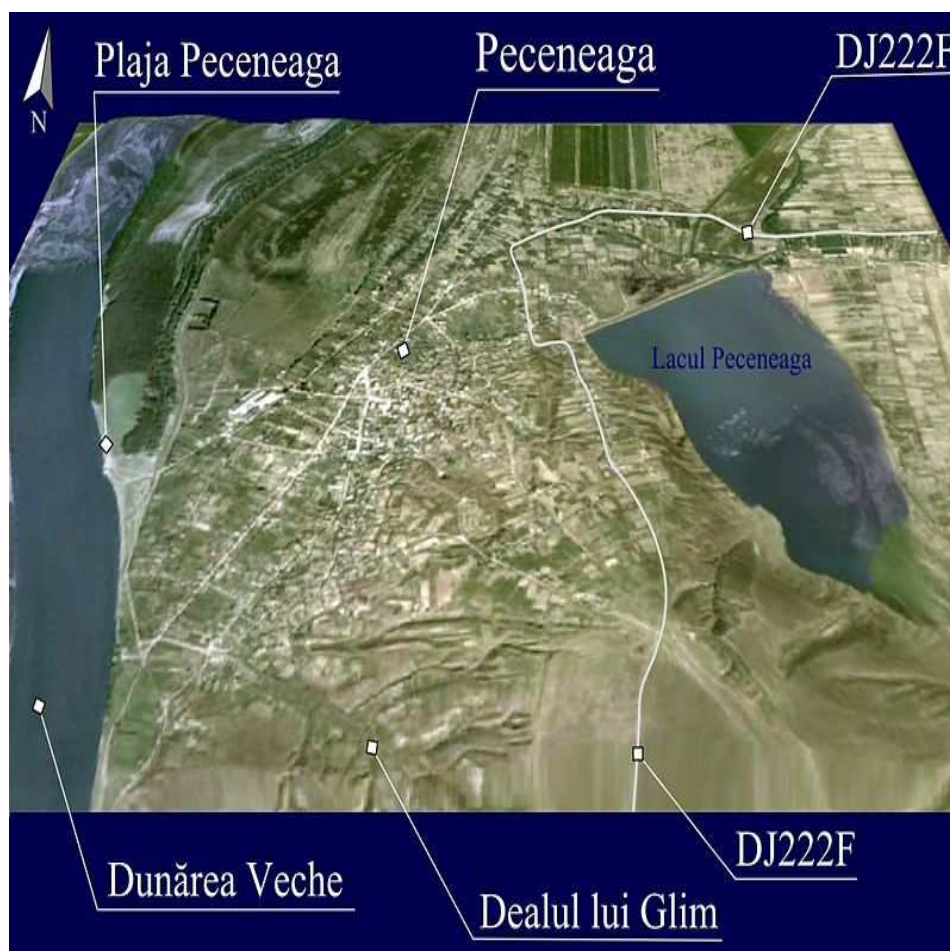 Plaja Peceneaga
Peceneaga
DJ222F
N
Lacul Peceneaga
Dunărea Veche
Dealul lui Glim
DJ222F